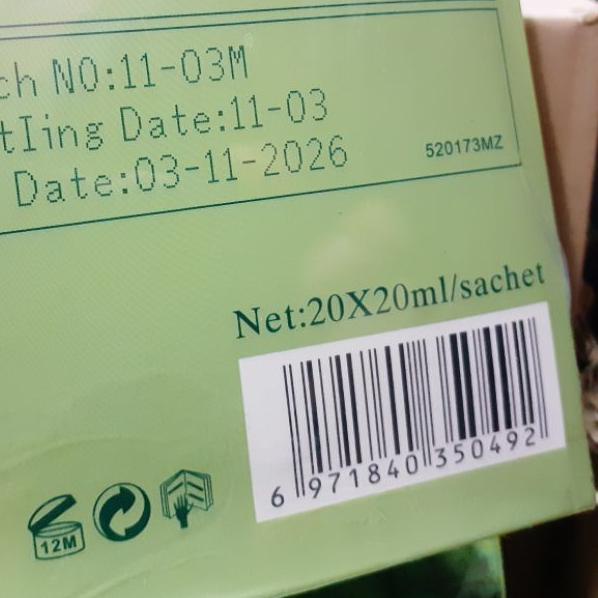 ch NO:11-03M
tling Date:11-03
Date:03-11-2026
520173MZ
Net:20X20ml/sachet
6 971840 350492
12M